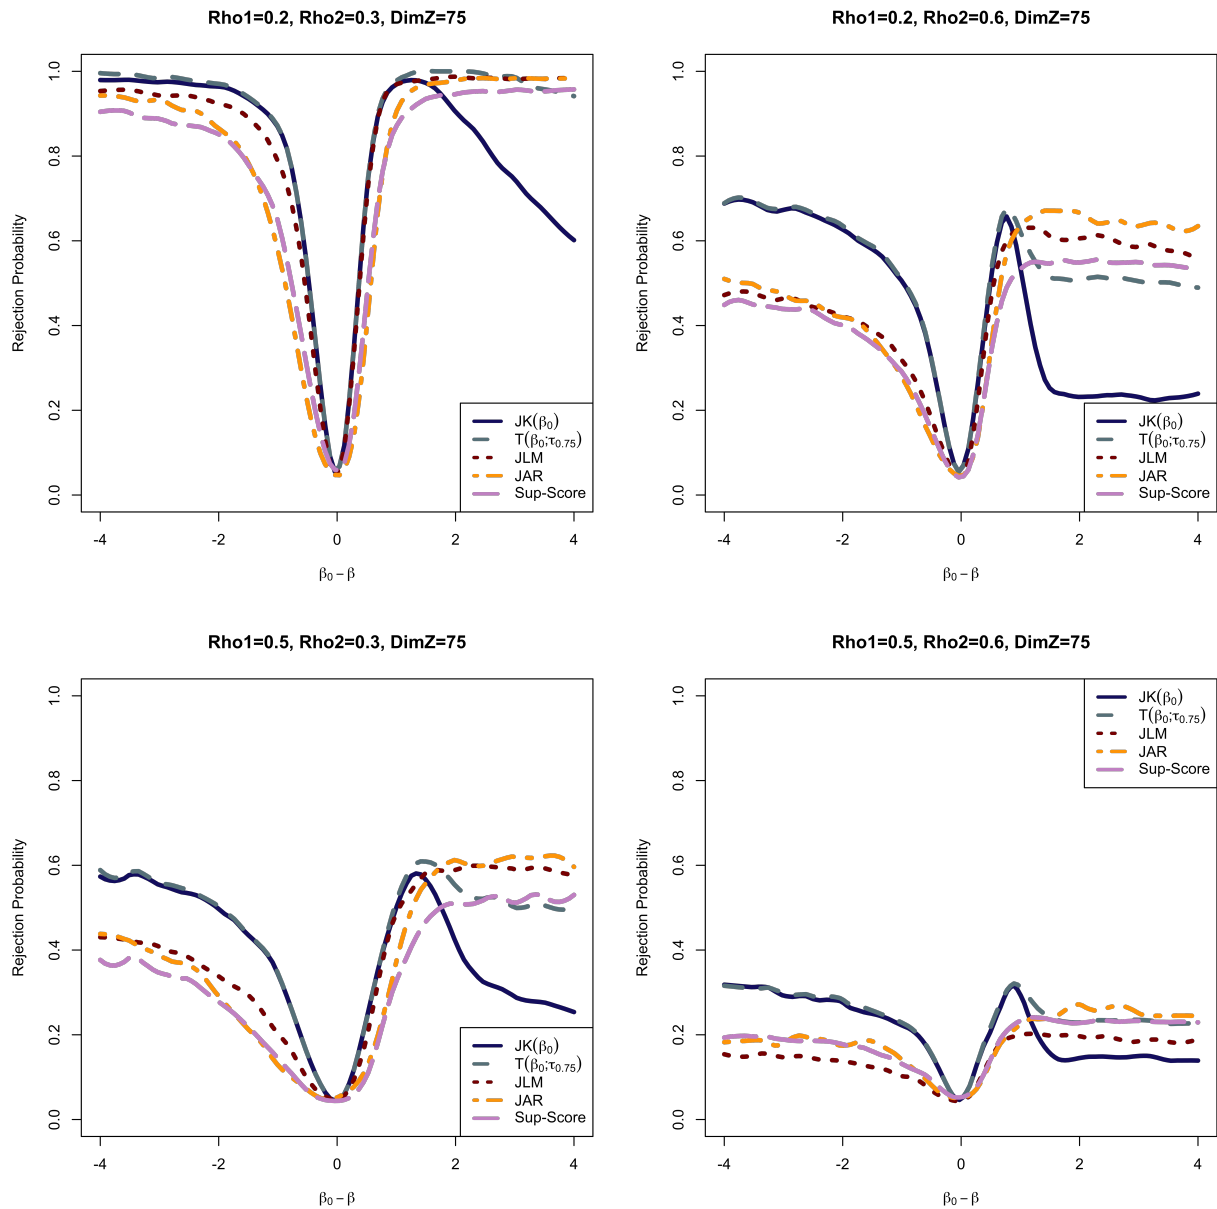 Rho1=0.2, Rho2=0.3, DimZ=75
Rejection Probability
1.0
0.8
0.6
0.4
0.2
0.0
-4 -2 0 2 4
β₀ − β
JK(β₀)
T(β₀;τ₀.₇₅)
JLM
JAR
Sup-Score
Rho1=0.2, Rho2=0.6, DimZ=75
Rejection Probability
1.0
0.8
0.6
0.4
0.2
0.0
-4 -2 0 2 4
β₀ − β
JK(β₀)
T(β₀;τ₀.₇₅)
JLM
JAR
Sup-Score
Rho1=0.5, Rho2=0.3, DimZ=75
Rejection Probability
1.0
0.8
0.6
0.4
0.2
0.0
-4 -2 0 2 4
β₀ − β
JK(β₀)
T(β₀;τ₀.₇₅)
JLM
JAR
Sup-Score
Rho1=0.5, Rho2=0.6, DimZ=75
Rejection Probability
1.0
0.8
0.6
0.4
0.2
0.0
-4 -2 0 2 4
β₀ − β
JK(β₀)
T(β₀;τ₀.₇₅)
JLM
JAR
Sup-Score